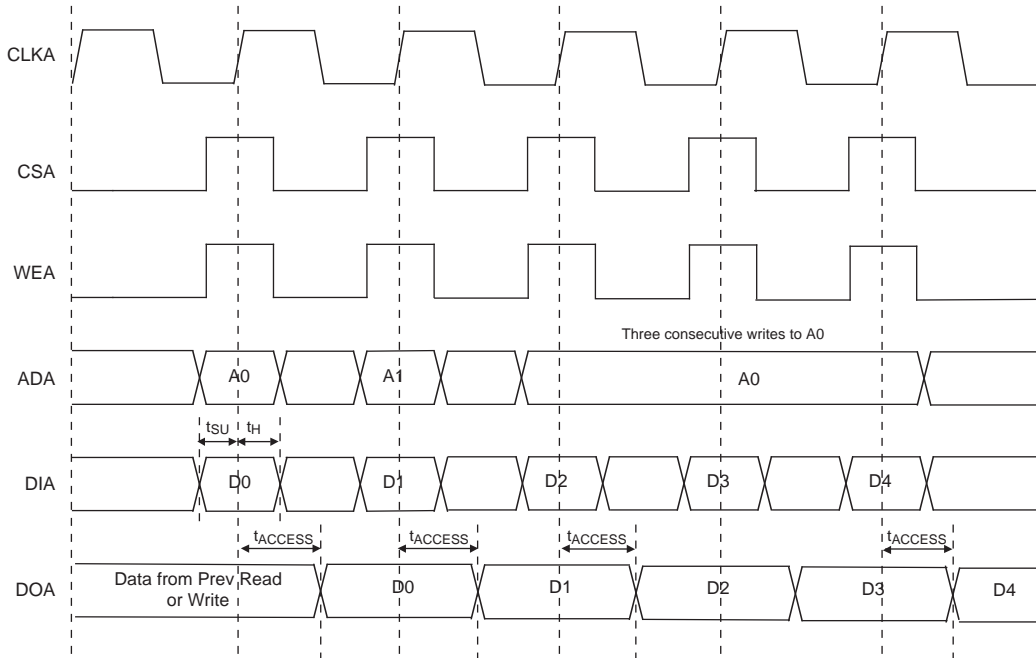 CLKA
CSA
WEA
Three consecutive writes to A0
ADA
A0
A1
A0
tSU
tH
DIA
D0
D1
D2
D3
D4
tACCESS
tACCESS
tACCESS
tACCESS
DOA
Data from Prev Read
or Write
D0
D1
D2
D3
D4